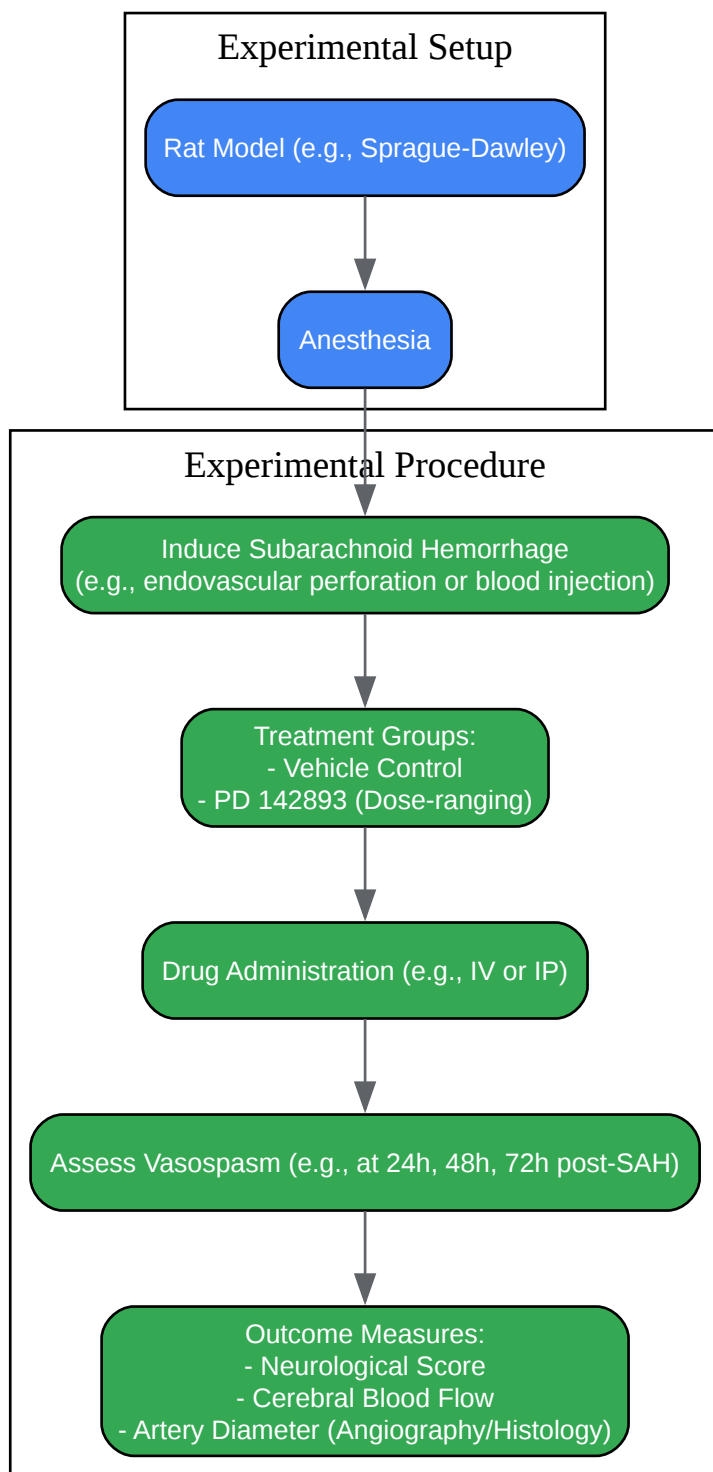 Experimental Setup
Rat Model (e.g., Sprague-Dawley)
Anesthesia
Experimental Procedure
Induce Subarachnoid Hemorrhage
(e.g., endovascular perforation or blood injection)
Treatment Groups:
- Vehicle Control
- PD 142893 (Dose-ranging)
Drug Administration (e.g., IV or IP)
Assess Vasospasm (e.g., at 24h, 48h, 72h post-SAH)
Outcome Measures:
- Neurological Score
- Cerebral Blood Flow
- Artery Diameter (Angiography/Histology)